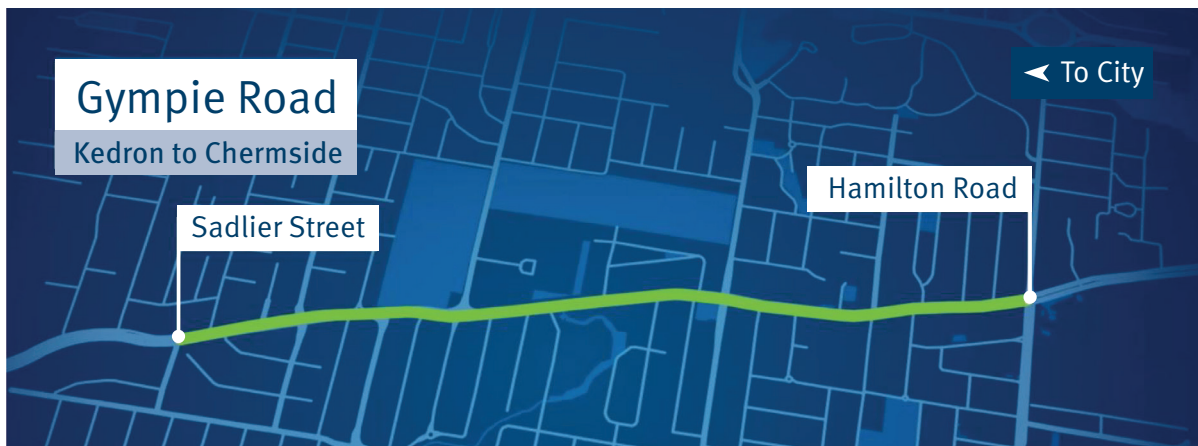 Gympie Road
Kedron to Chermside
To City
Hamilton Road
Sadlier Street